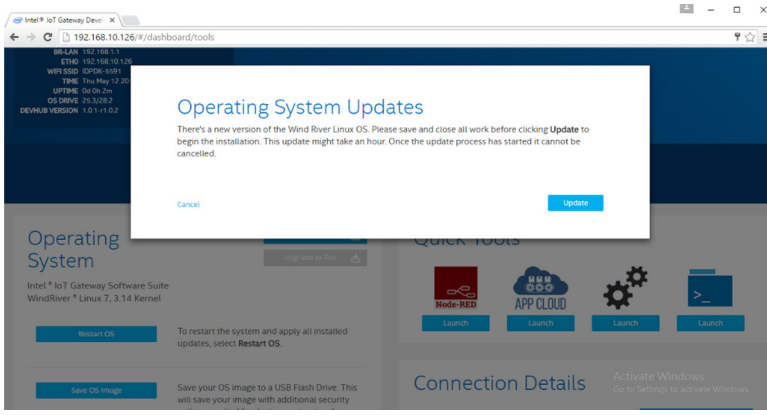 Intel® IoT Gateway Devel
192.168.10.126/#/dashboard/tools
BR-LAN 192.168.1.1
ETH0 192.168.10.126
WIFI SSID IDPDK-5591
TIME Thu May 12 20:
UPTIME 0d 0h 2m
OS DRIVE 25.3/28.2
DEVHUB VERSION 1.0.1-r1.0.2
Operating System Updates
There's a new version of the Wind River Linux OS. Please save and close all work before clicking Update to
begin the installation. This update might take an hour. Once the update process has started it cannot be
cancelled.
Cancel
Update
Operating
System
Upgrade to Pro
Intel ® IoT Gateway Software Suite
WindRiver ® Linux 7, 3.14 Kernel
Restart OS
To restart the system and apply all installed
updates, select Restart OS.
Save OS Image
Save your OS image to a USB Flash Drive. This
will save your image with additional security
Quick Tools
Node-RED
APP CLOUD
>_
Launch
Launch
Launch
Launch
Connection Details
Activate Windows
Go to Settings to activate Windows.